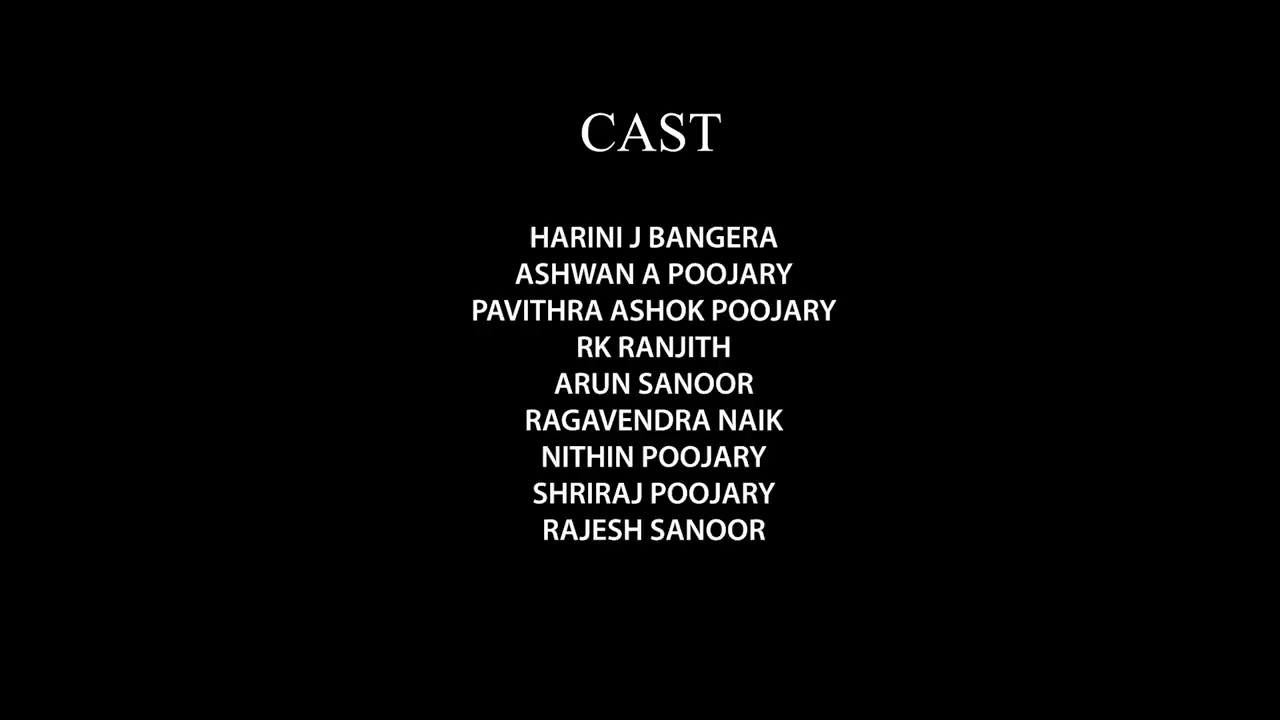 CAST
HARINI J BANGERA
ASHWAN A POOJARY
PAVITHRA ASHOK POOJARY
RK RANJITH
ARUN SANOOR
RAGAVENDRA NAIK
NITHIN POOJARY
SHRIRAJ POOJARY
RAJESH SANOOR